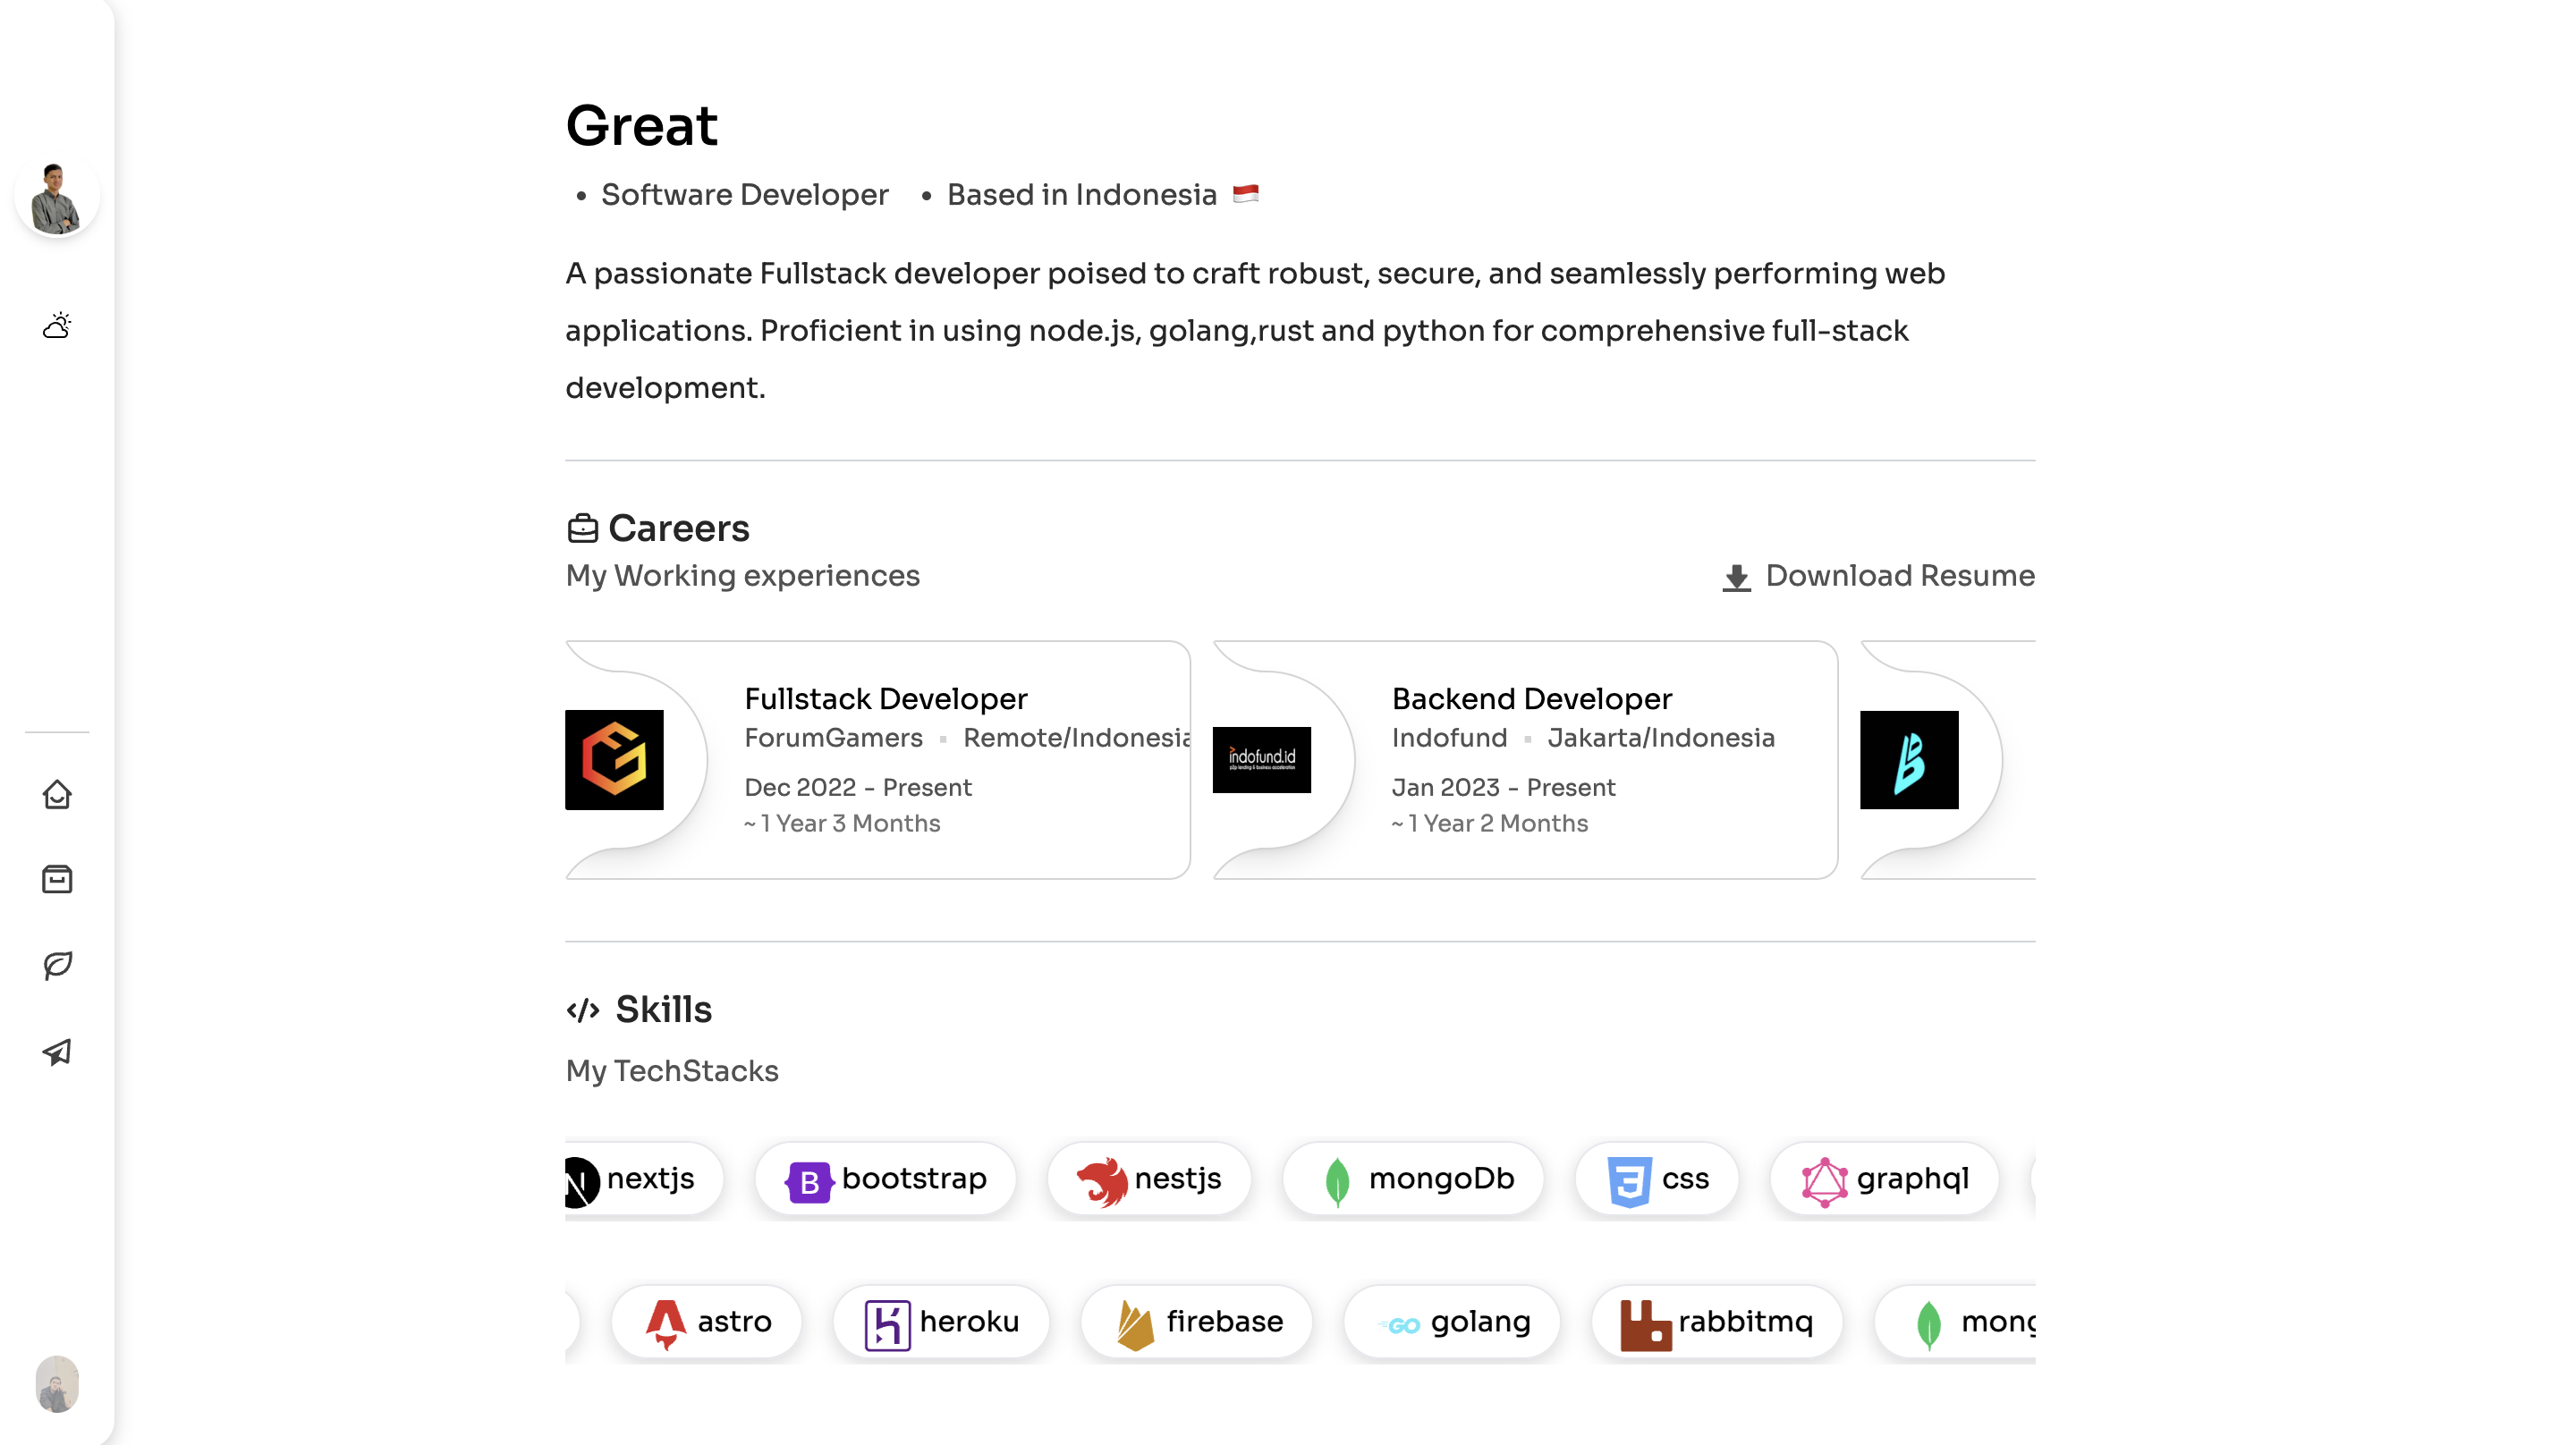 Great
• Software Developer • Based in Indonesia 🇮🇩
A passionate Fullstack developer poised to craft robust, secure, and seamlessly performing web
applications. Proficient in using node.js, golang,rust and python for comprehensive full-stack
development.
Careers
My Working experiences
Download Resume
Fullstack Developer
ForumGamers ▪ Remote/Indonesia
Dec 2022 - Present
~ 1 Year 3 Months
indofund.id
p2p lending & business acceleration
Backend Developer
Indofund ▪ Jakarta/Indonesia
Jan 2023 - Present
~ 1 Year 2 Months
</> Skills
My TechStacks
nextjs
bootstrap
nestjs
mongoDb
css
graphql
astro
heroku
firebase
golang
rabbitmq
mong